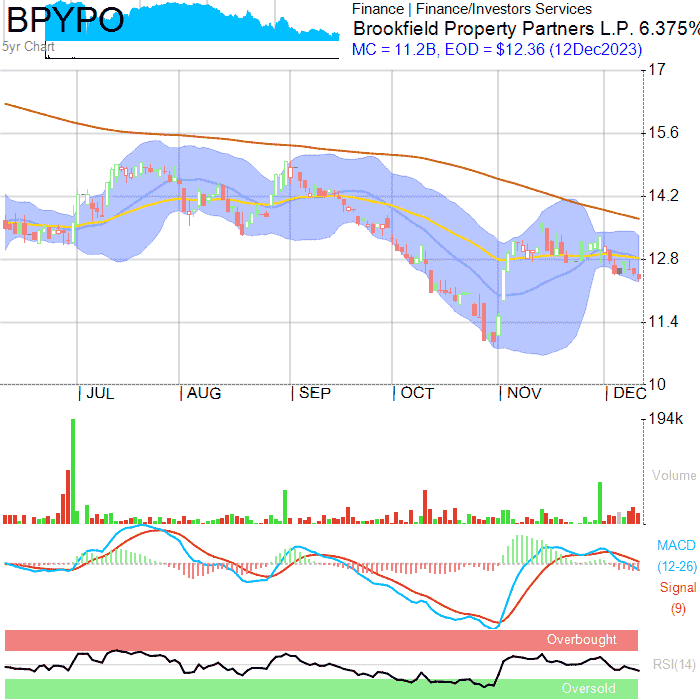 BPYPO
5yr Chart
Finance | Finance/Investors Services
Brookfield Property Partners L.P. 6.375%
MC = 11.2B, EOD = $12.36 (12Dec2023)
17
15.6
14.2
12.8
11.4
10
| JUL | AUG | SEP | OCT | NOV | DEC
194k
Volume
MACD
(12-26)
Signal
(9)
Overbought
RSI(14)
Oversold